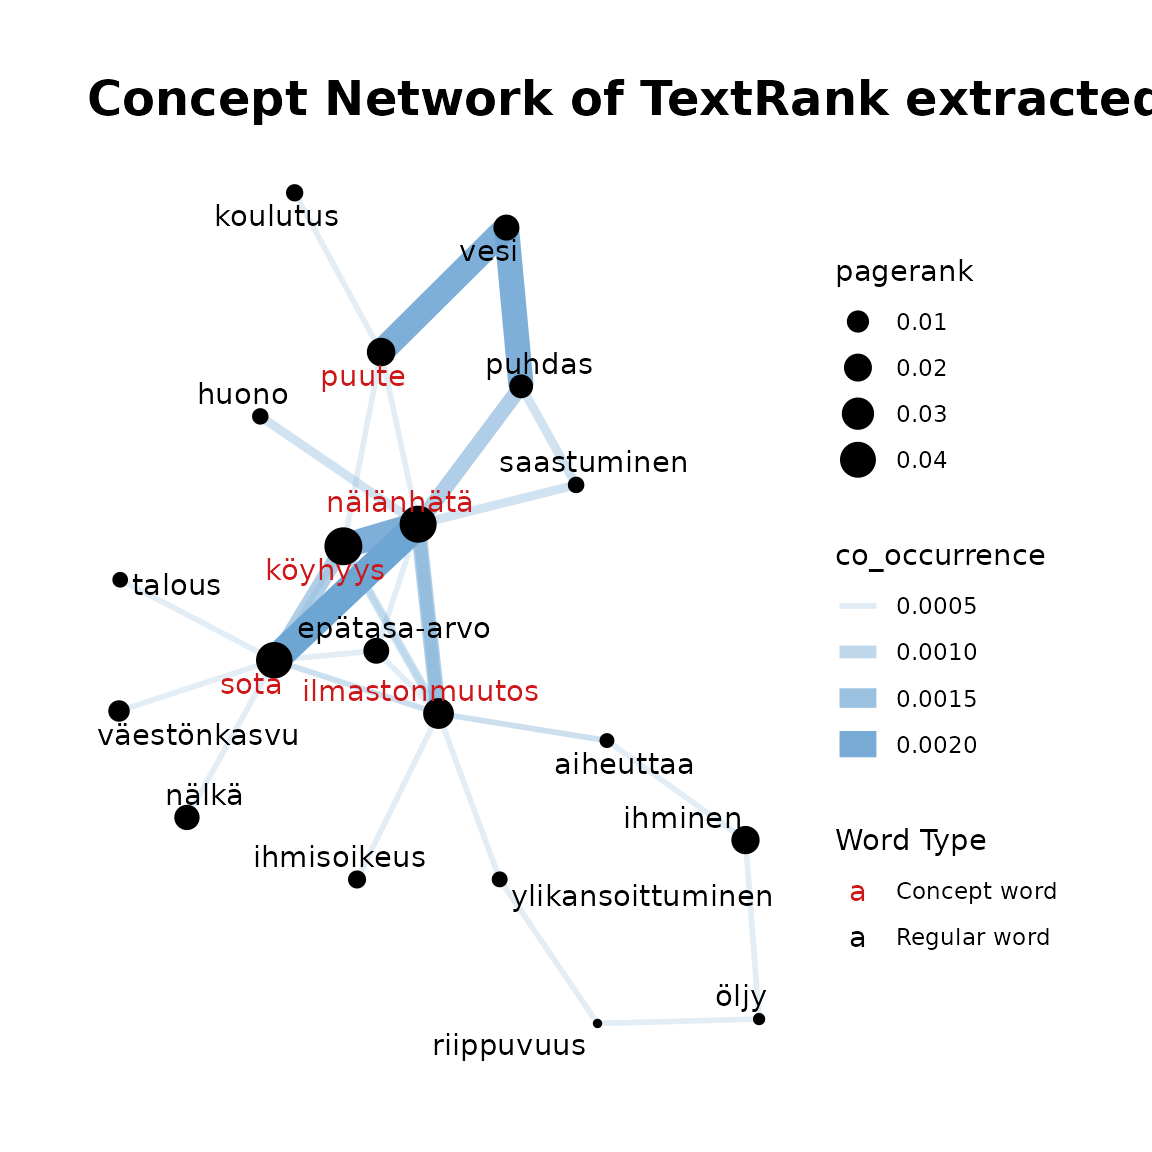 Concept Network of TextRank extracted
koulutus
vesi
puute
puhdas
huono
saastuminen
nälänhätä
köyhyys
talous
epätasa-arvo
sota
ilmastonmuutos
väestönkasvu
aiheuttaa
nälkä
ihminen
ihmisoikeus
ylikansoittuminen
öljy
riippuvuus
pagerank
0.01
0.02
0.03
0.04
co_occurrence
0.0005
0.0010
0.0015
0.0020
Word Type
a Concept word
a Regular word